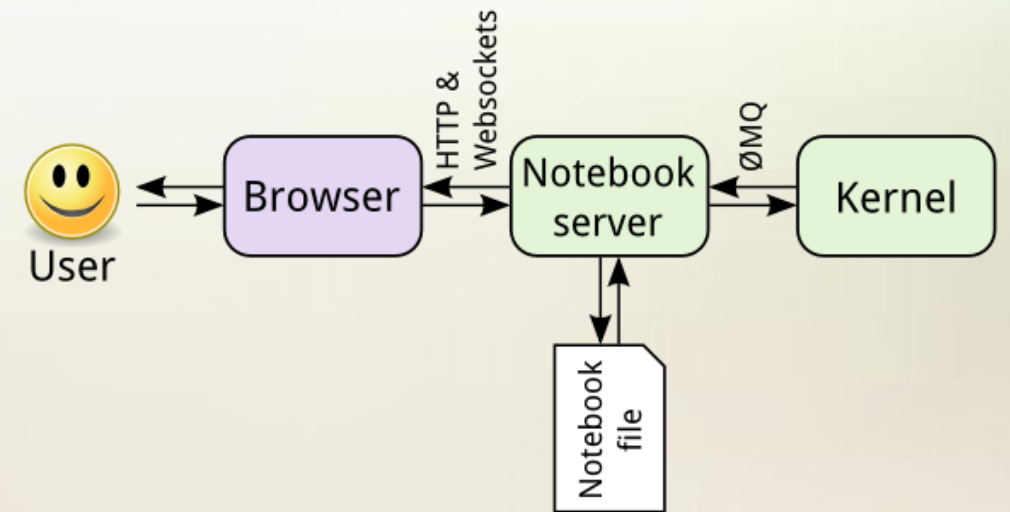 User
Browser
HTTP &
Websockets
Notebook
server
ØMQ
Kernel
Notebook
file